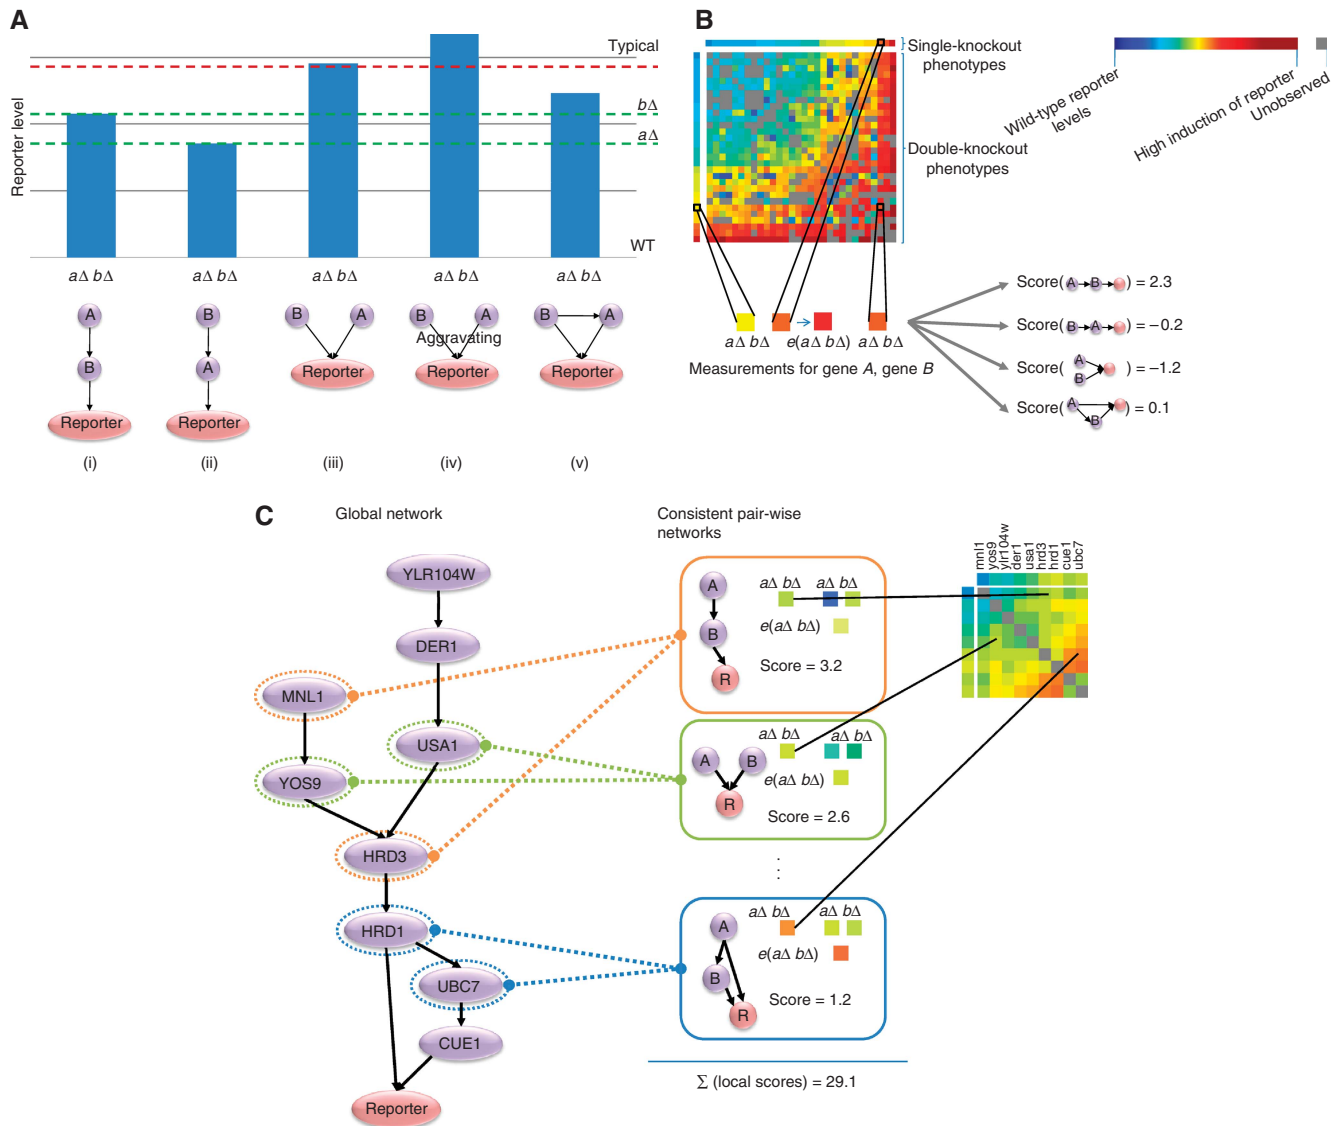 A
Reporter level
Typical
bΔ
aΔ
WT
aΔ bΔ
aΔ bΔ
aΔ bΔ
aΔ bΔ
aΔ bΔ
A
B
Reporter
(i)
B
A
Reporter
(ii)
B
A
Reporter
(iii)
B
A
Aggravating
Reporter
(iv)
B
A
Reporter
(v)
B
Single-knockout
phenotypes
Double-knockout
phenotypes
Wild-type reporter
levels
High induction of reporter
Unobserved
aΔ bΔ
e(aΔ bΔ)
aΔ bΔ
Measurements for gene A, gene B
Score( A B ) = 2.3
Score( B A ) = −0.2
Score( A B ) = −1.2
Score( A B ) = 0.1
C
Global network
YLR104W
DER1
MNL1
USA1
YOS9
HRD3
HRD1
UBC7
CUE1
Reporter
Consistent pair-wise
networks
A
B
R
aΔ bΔ
aΔ bΔ
e(aΔ bΔ)
Score = 3.2
A
B
R
aΔ bΔ
aΔ bΔ
e(aΔ bΔ)
Score = 2.6
A
B
R
aΔ bΔ
aΔ bΔ
e(aΔ bΔ)
Score = 1.2
∑ (local scores) = 29.1
mnl1
yos9
ylr104w
der1
usa1
hrd3
hrd1
cue1
ubc7